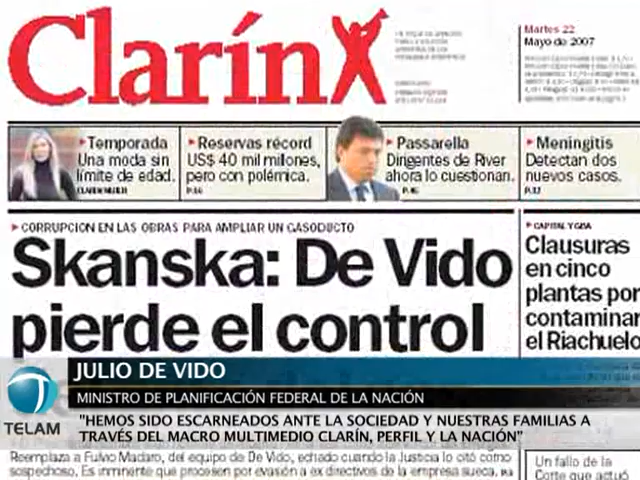 Clarín
Martes 22
Mayo de 2007
Temporada
Una moda sin
límite de edad.
Reservas récord
US$ 40 mil millones,
pero con polémica.
Passarella
Dirigentes de River
ahora lo cuestionan.
Meningitis
Detectan dos
nuevos casos.
CORRUPCION EN LAS OBRAS PARA AMPLIAR UN GASODUCTO
Skanska: De Vido
pierde el control
CAPITAL Y GBA
Clausuras
en cinco
plantas por
contaminar
el Riachuelo
JULIO DE VIDO
MINISTRO DE PLANIFICACIÓN FEDERAL DE LA NACIÓN
TELAM
"HEMOS SIDO ESCARNEADOS ANTE LA SOCIEDAD Y NUESTRAS FAMILIAS A
TRAVÉS DEL MACRO MULTIMEDIO CLARÍN, PERFIL Y LA NACIÓN"
Reemplaza a Fulvio Madaro, del equipo de De Vido, echado cuando la Justicia lo citó como
sospechoso. Es inminente que procesen por evasión a ex directivos de la empresa sueca.
Un fallo de la
Corte que actuó